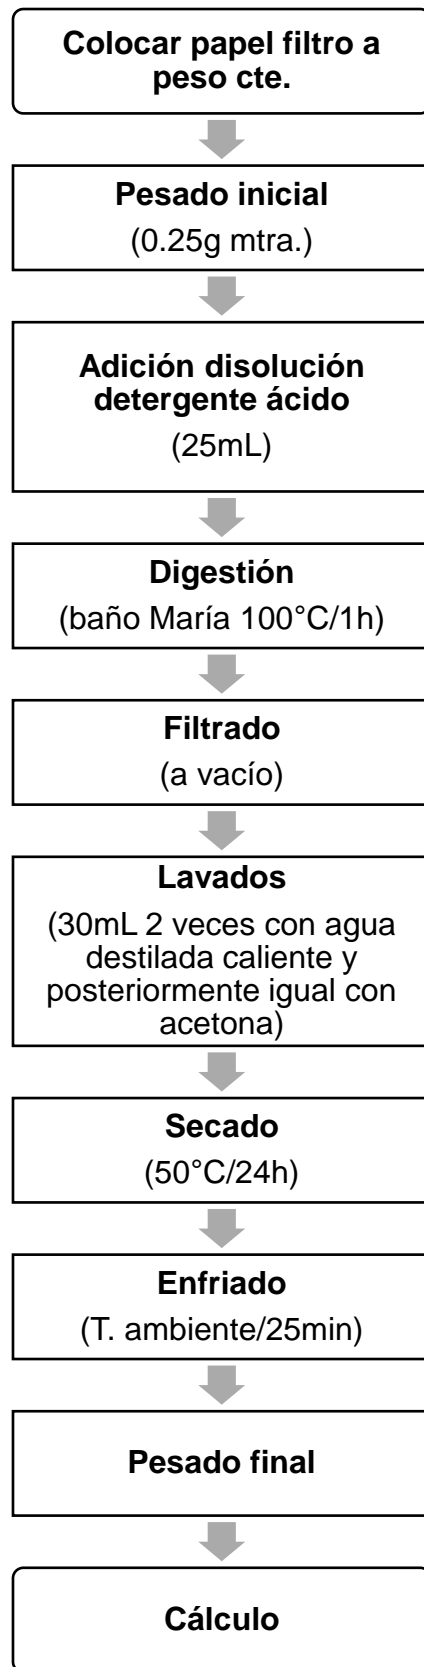 Colocar papel filtro a
peso cte.
Pesado inicial
(0.25g mtra.)
Adición disolución
detergente ácido
(25mL)
Digestión
(baño María 100°C/1h)
Filtrado
(a vacío)
Lavados
(30mL 2 veces con agua
destilada caliente y
posteriormente igual con
acetona)
Secado
(50°C/24h)
Enfriado
(T. ambiente/25min)
Pesado final
Cálculo